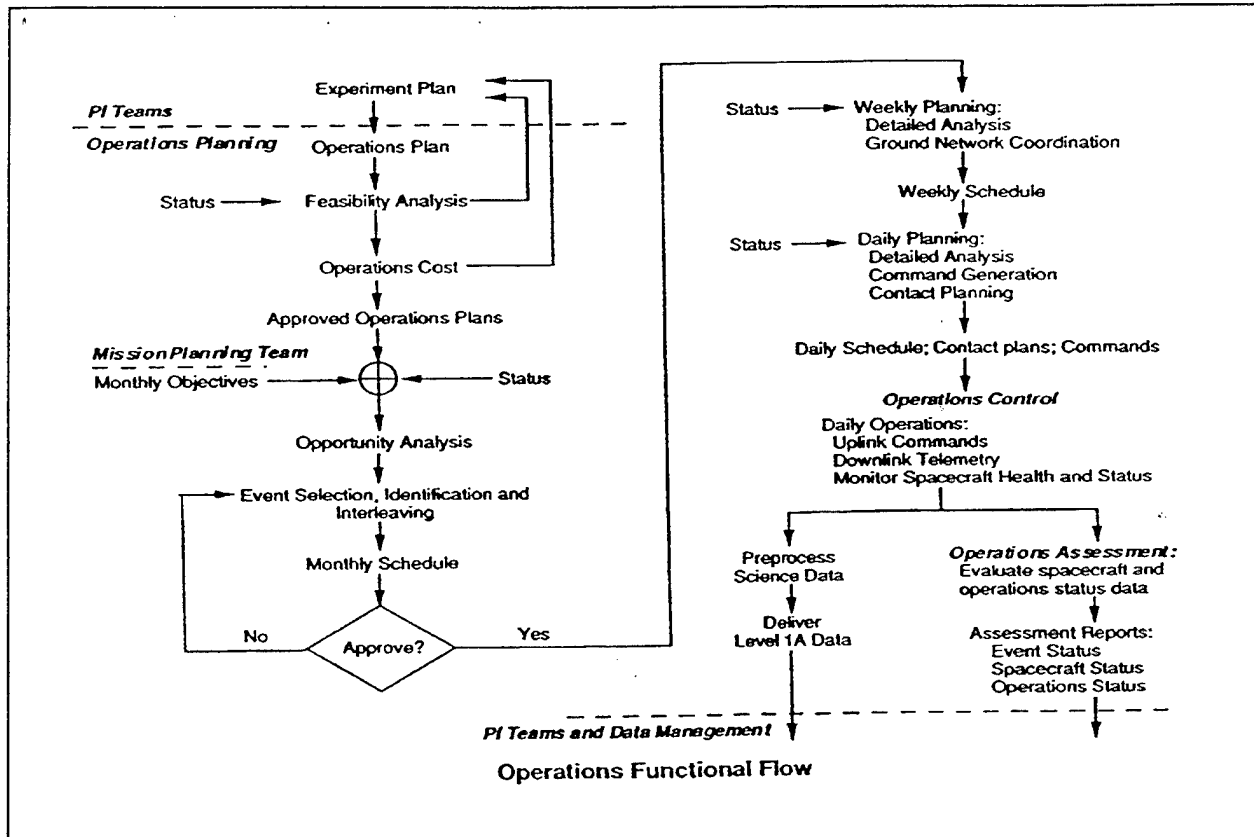 Experiment Plan
PI Teams
Operations Planning
Operations Plan
Status
Feasibility Analysis
Operations Cost
Approved Operations Plans
Mission Planning Team
Monthly Objectives
Status
Opportunity Analysis
Event Selection, Identification and
Interleaving
Monthly Schedule
No
Approve?
Yes
Status
Weekly Planning:
Detailed Analysis
Ground Network Coordination
Weekly Schedule
Status
Daily Planning:
Detailed Analysis
Command Generation
Contact Planning
Daily Schedule; Contact plans; Commands
Operations Control
Daily Operations:
Uplink Commands
Downlink Telemetry
Monitor Spacecraft Health and Status
Preprocess
Science Data
Deliver
Level 1A Data
Operations Assessment:
Evaluate spacecraft and
operations status data
Assessment Reports:
Event Status
Spacecraft Status
Operations Status
PI Teams and Data Management
Operations Functional Flow